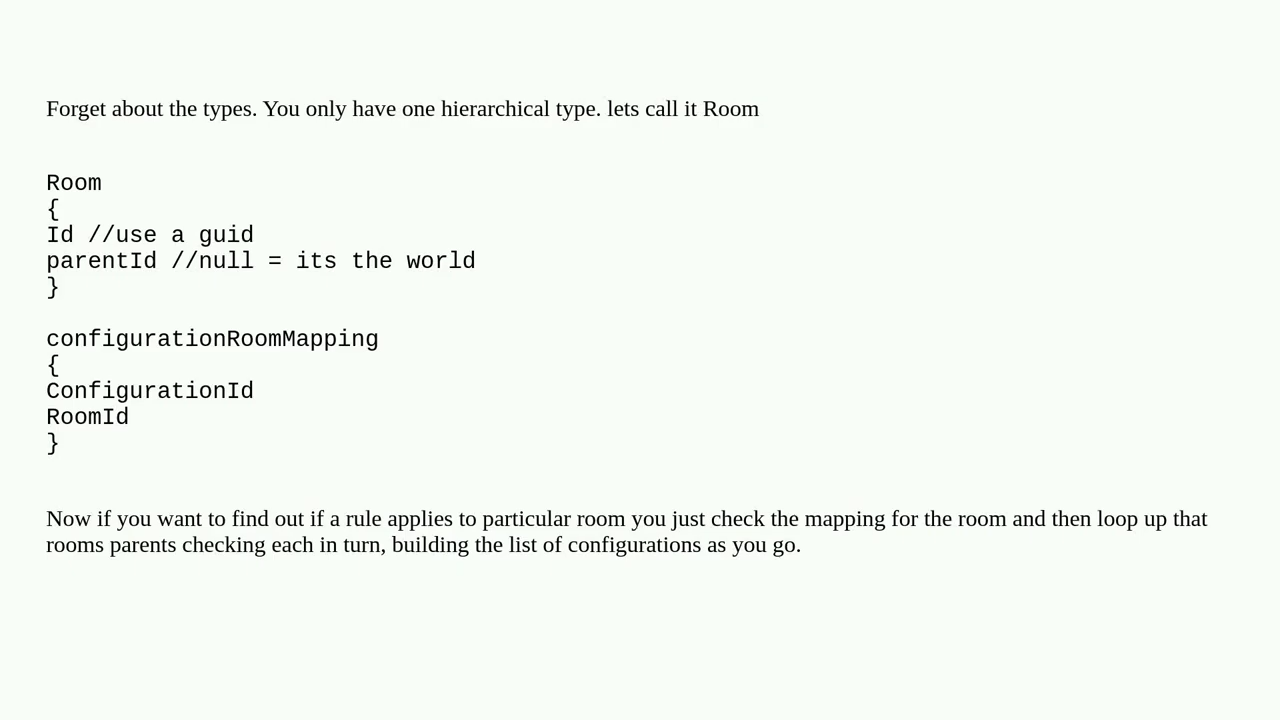 Forget about the types. You only have one hierarchical type. lets call it Room
Room
{
Id //use a guid
parentId //null = its the world
}
configurationRoomMapping
{
ConfigurationId
RoomId
}
Now if you want to find out if a rule applies to particular room you just check the mapping for the room and then loop up that
rooms parents checking each in turn, building the list of configurations as you go.